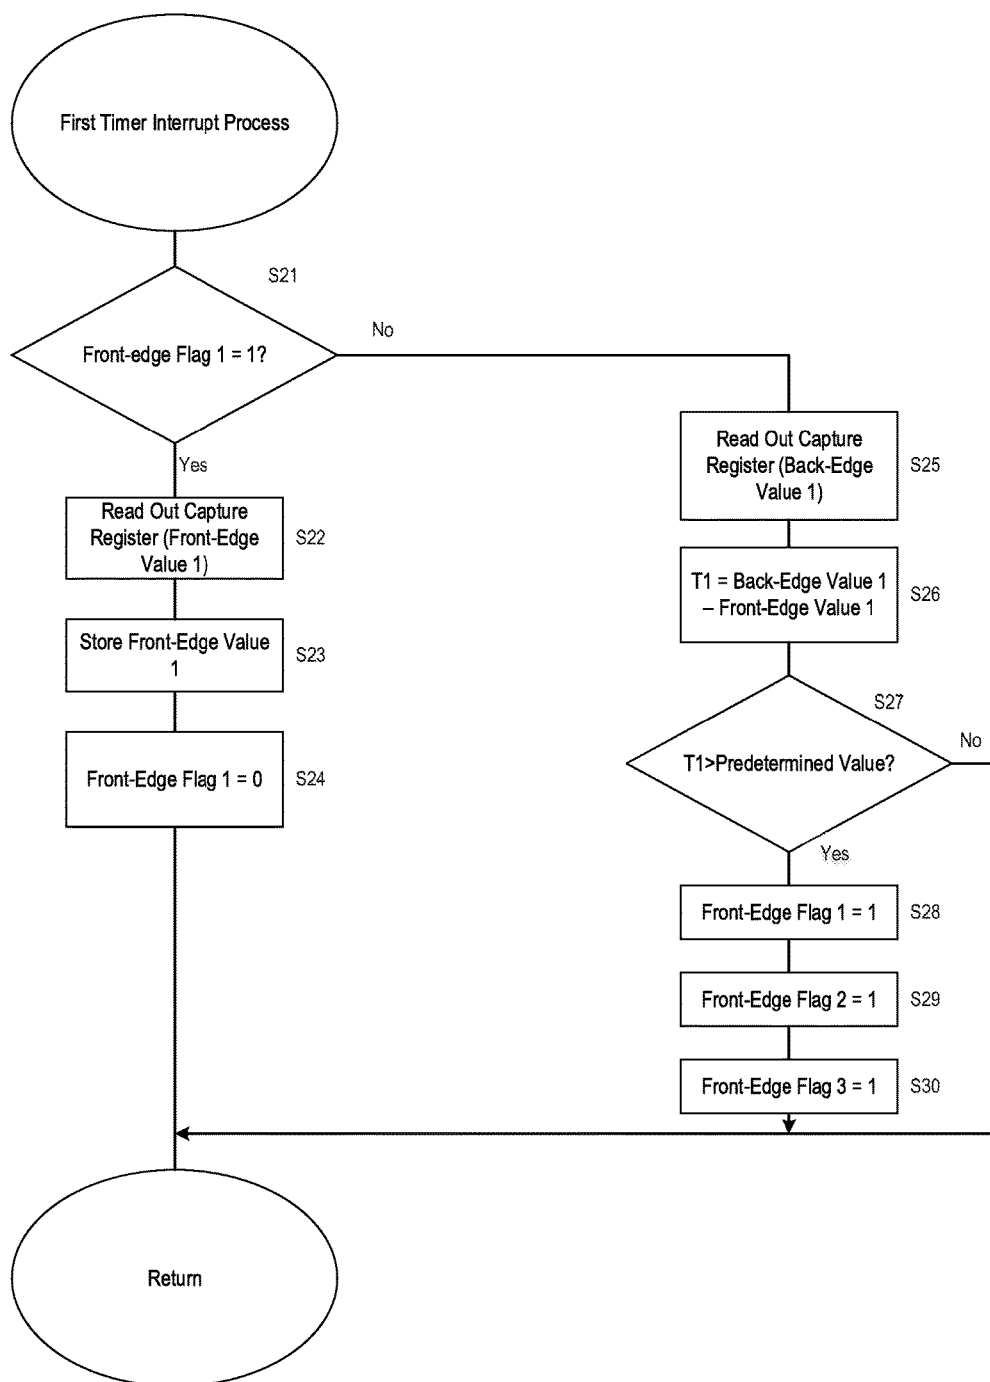 First Timer Interrupt Process
S21
Front-edge Flag 1 = 1?
No
Yes
Read Out Capture
Register (Front-Edge
Value 1)
S22
Store Front-Edge Value
1
S23
Front-Edge Flag 1 = 0
S24
Read Out Capture
Register (Back-Edge
Value 1)
S25
T1 = Back-Edge Value 1
– Front-Edge Value 1
S26
S27
T1>Predetermined Value?
No
Yes
Front-Edge Flag 1 = 1
S28
Front-Edge Flag 2 = 1
S29
Front-Edge Flag 3 = 1
S30
Return